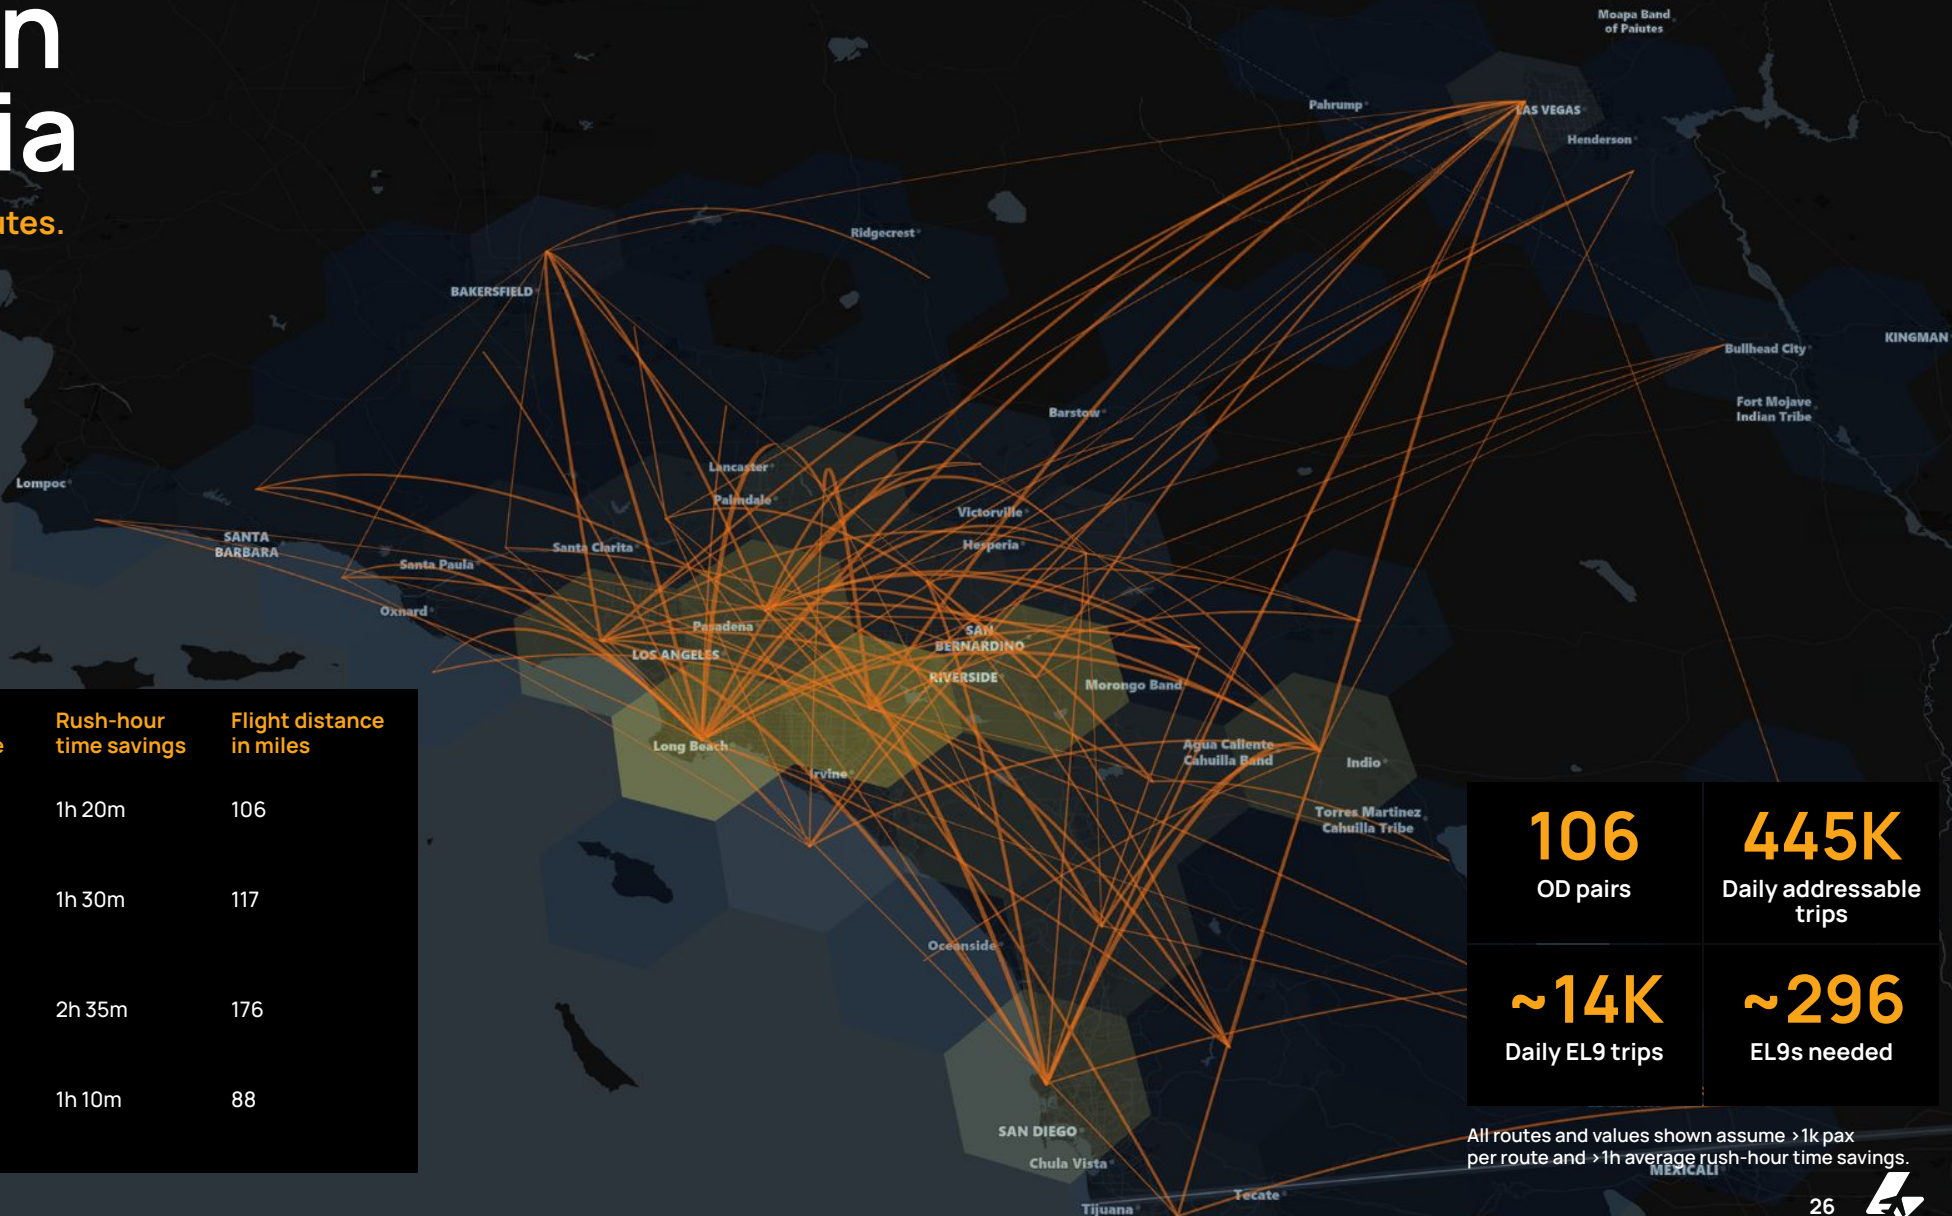 n
ia
utes.
Moapa Band
of Paiutes
Pahrump
LAS VEGAS
Henderson
Ridgecrest
BAKERSFIELD
Bullhead City
KINGMAN
Fort Mojave
Indian Tribe
Barstow
Lompoc
Lancaster
Palmdale
Victorville
Hesperia
SANTA
BARBARA
Santa Clarita
Santa Paula
Oxnard
Pasadena
LOS ANGELES
SAN
BERNARDINO
RIVERSIDE
Morongo Band
Long Beach
Irvine
Agua Caliente
Cahuilla Band
Indio
Torres Martinez
Cahuilla Tribe
Oceanside
SAN DIEGO
Chula Vista
Tijuana
Tecate
MEXICALI
e
Rush-hour
time savings
Flight distance
in miles
1h 20m 106
1h 30m 117
2h 35m 176
1h 10m 88
106
OD pairs
445K
Daily addressable
trips
~14K
Daily EL9 trips
~296
EL9s needed
All routes and values shown assume >1k pax
per route and >1h average rush-hour time savings.
26